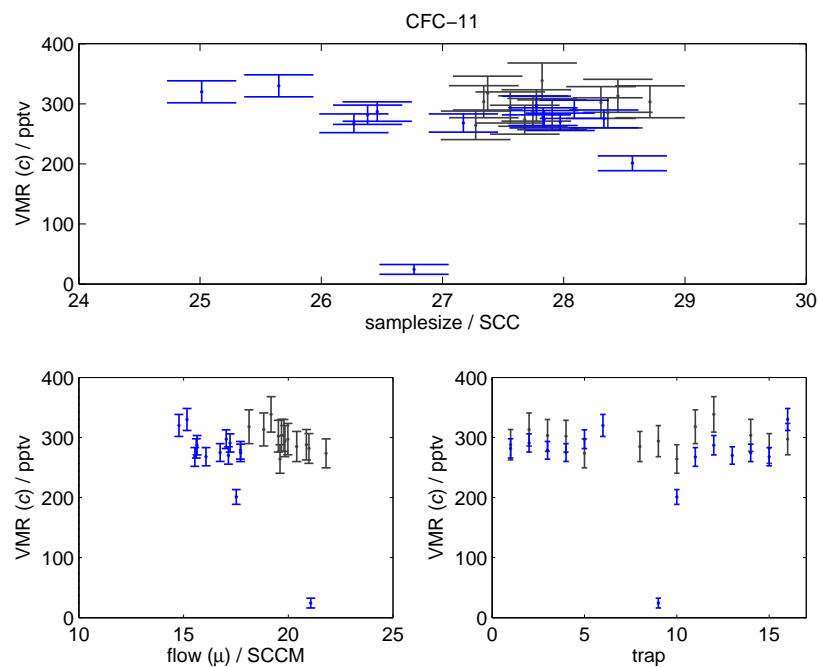 CFC−11
VMR (c) / pptv
400
300
200
100
0
24 25 26 27 28 29 30
samplesize / SCC
VMR (c) / pptv
400
300
200
100
0
10 15 20 25
flow (μ) / SCCM
VMR (c) / pptv
400
300
200
100
0
0 5 10 15
trap